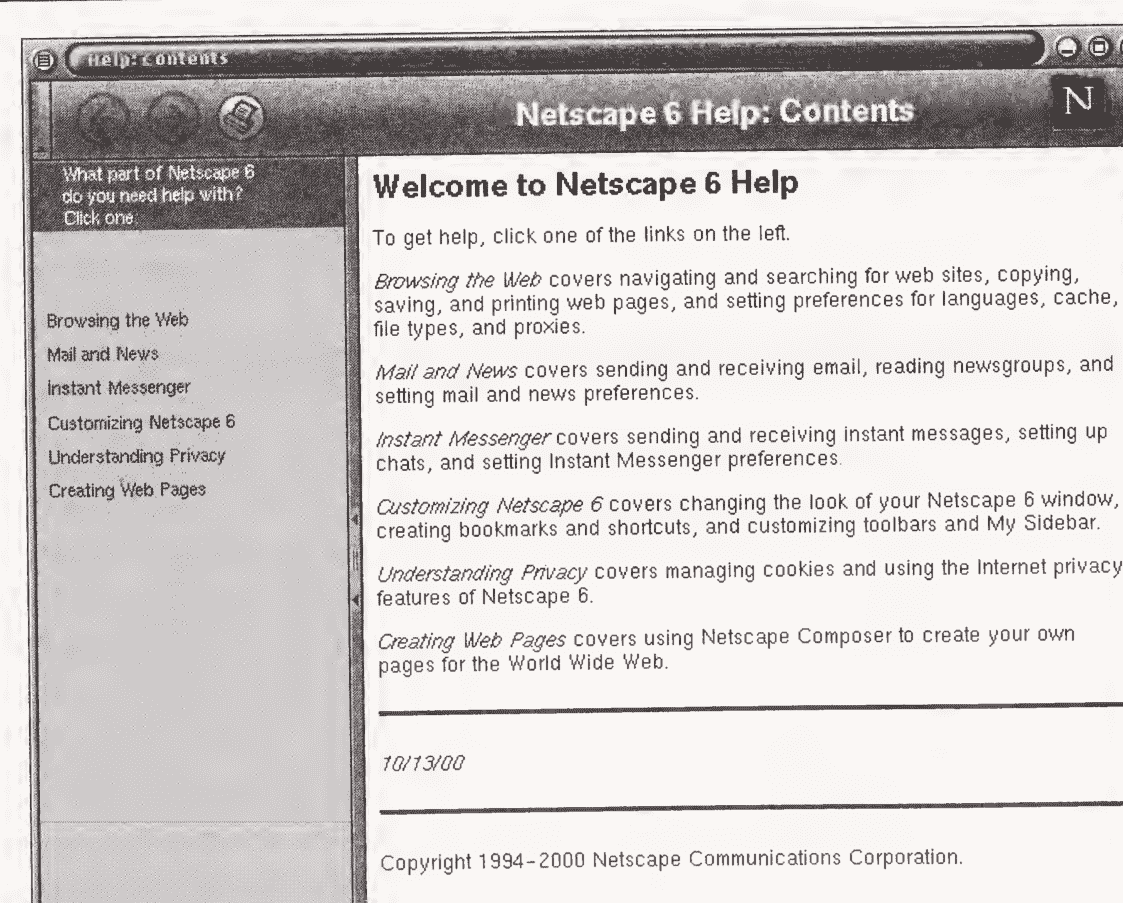 Help: contents
Netscape 6 Help: Contents
N
What part of Netscape 6
do you need help with?
Click one
Browsing the Web
Mail and News
Instant Messenger
Customizing Netscape 6
Understanding Privacy
Creating Web Pages
Welcome to Netscape 6 Help
To get help, click one of the links on the left.
Browsing the Web covers navigating and searching for web sites, copying,
saving, and printing web pages, and setting preferences for languages, cache,
file types, and proxies.
Mail and News covers sending and receiving email, reading newsgroups, and
setting mail and news preferences.
Instant Messenger covers sending and receiving instant messages, setting up
chats, and setting Instant Messenger preferences.
Customizing Netscape 6 covers changing the look of your Netscape 6 window,
creating bookmarks and shortcuts, and customizing toolbars and My Sidebar.
Understanding Privacy covers managing cookies and using the Internet privacy
features of Netscape 6.
Creating Web Pages covers using Netscape Composer to create your own
pages for the World Wide Web.
10/13/00
Copyright 1994-2000 Netscape Communications Corporation.